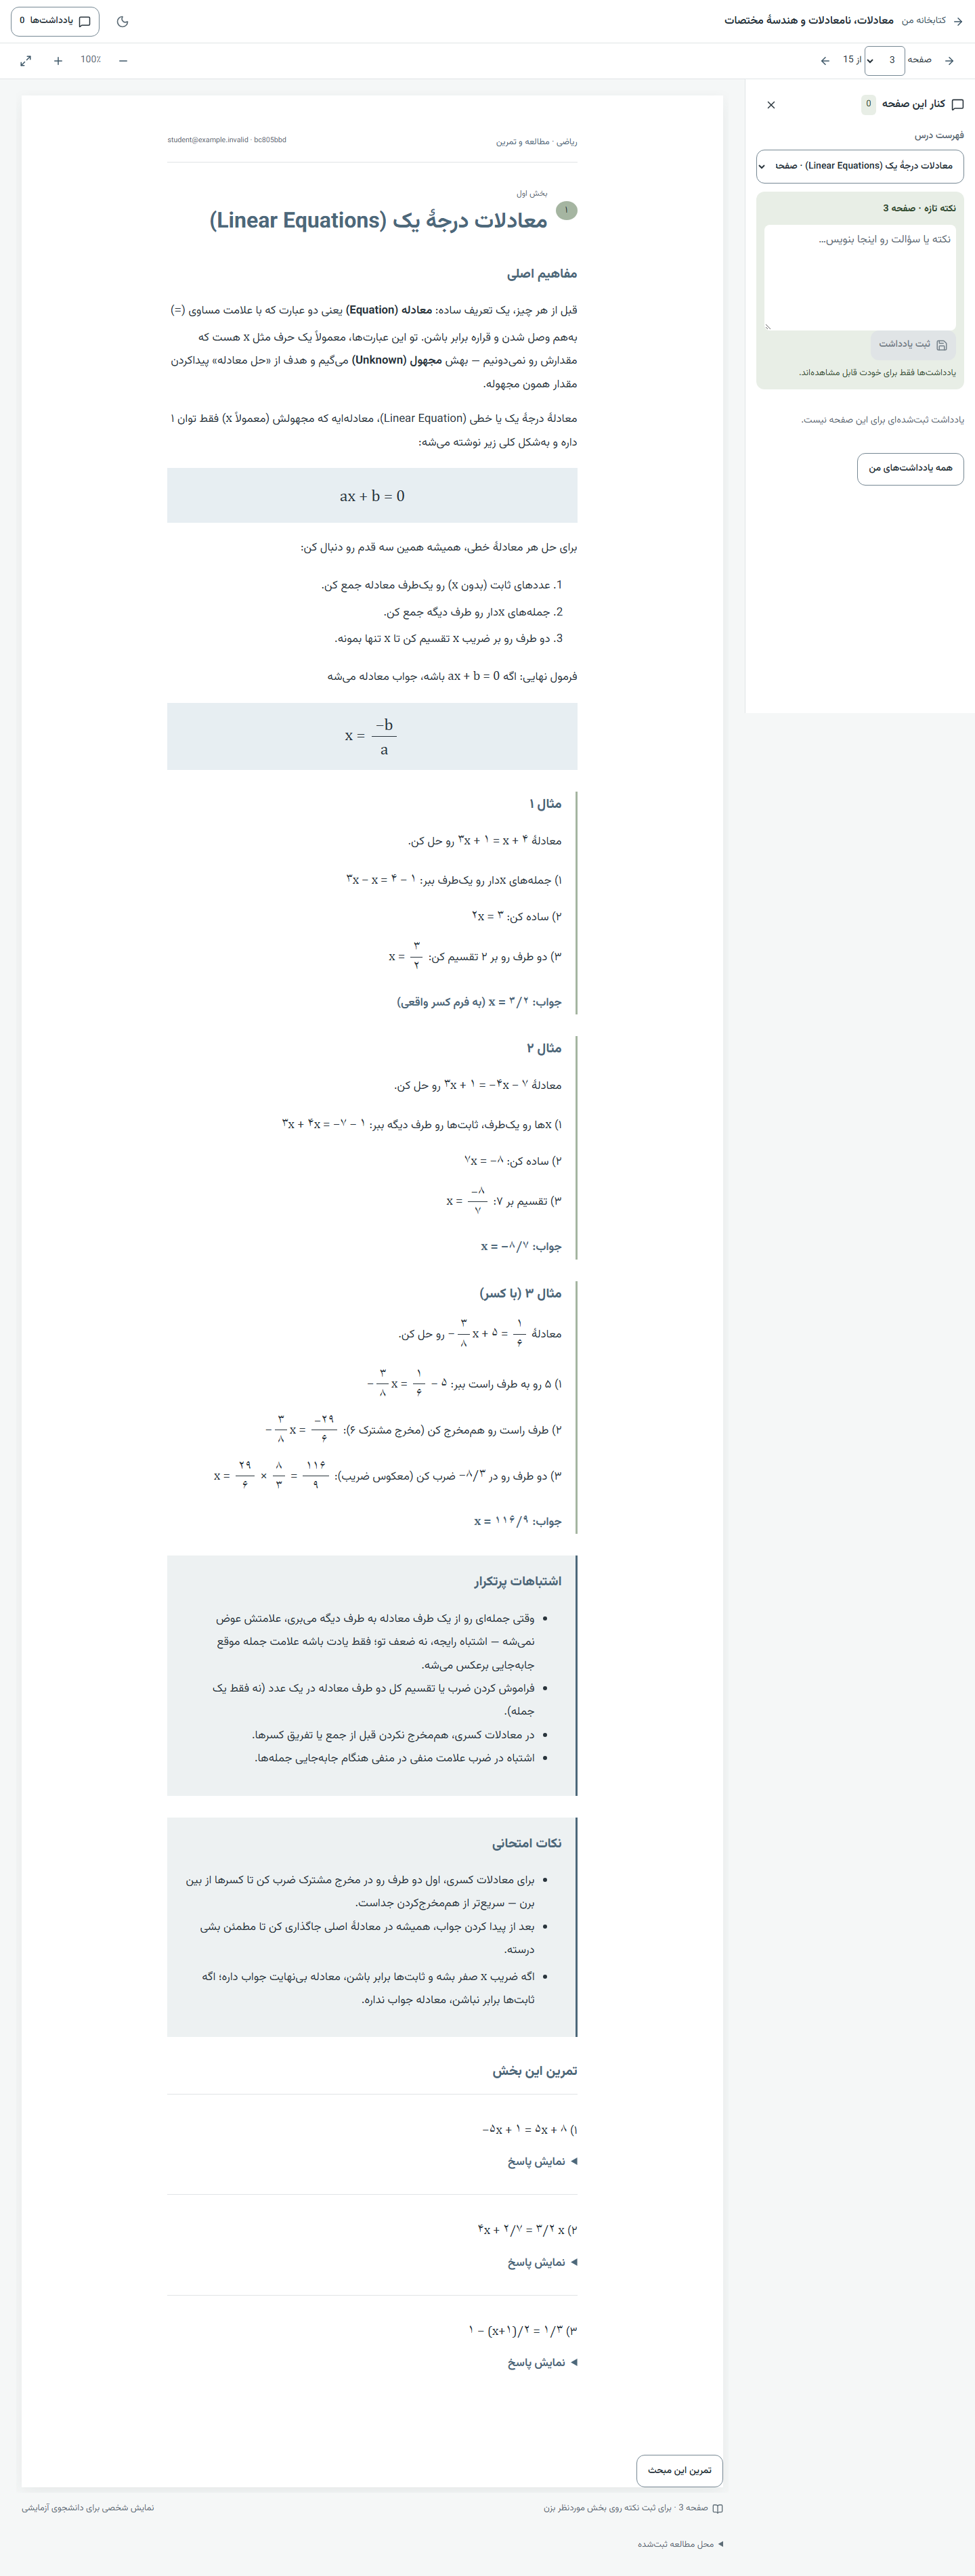 کتابخانه من
معادلات، نامعادلات و هندسهٔ مختصات
یادداشت‌ها 0
صفحه 3 از 15
100٪
کنار این صفحه 0
فهرست درس
معادلات درجهٔ یک (Linear Equations) · صفحه
نکته تازه · صفحه 3
نکته یا سؤالت رو اینجا بنویس...
ثبت یادداشت
یادداشت‌ها فقط برای خودت قابل مشاهده‌اند.
یادداشت ثبت‌شده‌ای برای این صفحه نیست.
همه یادداشت‌های من
ریاضی · مطالعه و تمرین
student@example.invalid · bc805bbd
بخش اول
۱
معادلات درجهٔ یک (Linear Equations)
مفاهیم اصلی
قبل از هر چیز، یک تعریف ساده: معادله (Equation) یعنی دو عبارت که با علامت مساوی (=)
به‌هم وصل شدن و قراره برابر باشن. تو این عبارت‌ها، معمولاً یک حرف مثل x هست که
مقدارش رو نمی‌دونیم — بهش مجهول (Unknown) می‌گیم و هدف از «حل معادله» پیداکردن
مقدار همون مجهوله.
معادلهٔ درجهٔ یک یا خطی (Linear Equation)، معادله‌ایه که مجهولش (معمولاً x) فقط توان ۱
داره و به‌شکل کلی زیر نوشته می‌شه:
ax + b = 0
برای حل هر معادلهٔ خطی، همیشه همین سه قدم رو دنبال کن:
1. عددهای ثابت (بدون x) رو یک‌طرف معادله جمع کن.
2. جمله‌های xدار رو طرف دیگه جمع کن.
3. دو طرف رو بر ضریب x تقسیم کن تا x تنها بمونه.
فرمول نهایی: اگه ax + b = 0 باشه، جواب معادله می‌شه
x = −b/a
مثال ۱
معادلهٔ ۳x + ۱ = x + ۴ رو حل کن.
۱) جمله‌های xدار رو یک‌طرف ببر: ۳x − x = ۴ − ۱
۲) ساده کن: ۲x = ۳
۳) دو طرف رو بر ۲ تقسیم کن: x = ۳/۲
جواب: x = ۳/۲ (به فرم کسر واقعی)
مثال ۲
معادلهٔ ۳x + ۱ = −۴x − ۷ رو حل کن.
۱) xها رو یک‌طرف، ثابت‌ها رو طرف دیگه ببر: ۳x + ۴x = −۷ − ۱
۲) ساده کن: ۷x = −۸
۳) تقسیم بر ۷: x = −۸/۷
جواب: x = −۸/۷
مثال ۳ (با کسر)
معادلهٔ −۳/۸ x + ۵ = ۱/۶ رو حل کن.
۱) ۵ رو به طرف راست ببر: −۳/۸ x = ۱/۶ − ۵
۲) طرف راست رو هم‌مخرج کن (مخرج مشترک ۶): −۳/۸ x = −۲۹/۶
۳) دو طرف رو در −۸/۳ ضرب کن (معکوس ضریب): x = ۲۹/۶ × ۸/۳ = ۱۱۶/۹
جواب: x = ۱۱۶/۹
اشتباهات پرتکرار
• وقتی جمله‌ای رو از یک طرف معادله به طرف دیگه می‌بری، علامتش عوض
نمی‌شه — اشتباه رایجه، نه ضعف تو؛ فقط یادت باشه علامت جمله موقع
جابه‌جایی برعکس می‌شه.
• فراموش کردن ضرب یا تقسیم کل دو طرف معادله در یک عدد (نه فقط یک
جمله).
• در معادلات کسری، هم‌مخرج نکردن قبل از جمع یا تفریق کسرها.
• اشتباه در ضرب علامت منفی در منفی هنگام جابه‌جایی جمله‌ها.
نکات امتحانی
• برای معادلات کسری، اول دو طرف رو در مخرج مشترک ضرب کن تا کسرها از بین
برن — سریع‌تر از هم‌مخرج‌کردن جداست.
• بعد از پیدا کردن جواب، همیشه در معادلهٔ اصلی جاگذاری کن تا مطمئن بشی
درسته.
• اگه ضریب x صفر بشه و ثابت‌ها برابر باشن، معادله بی‌نهایت جواب داره؛ اگه
ثابت‌ها برابر نباشن، معادله جواب نداره.
تمرین این بخش
۱) −۵x + ۱ = ۵x + ۸
نمایش پاسخ
۲) ۴x + ۲/۷ = ۳/۲ x
نمایش پاسخ
۳) ۱ − (x+۱)/۲ = ۱/۳
نمایش پاسخ
تمرین این مبحث
صفحه 3 · برای ثبت نکته روی بخش موردنظر بزن
نمایش شخصی برای دانشجوی آزمایشی
محل مطالعه ثبت‌شده